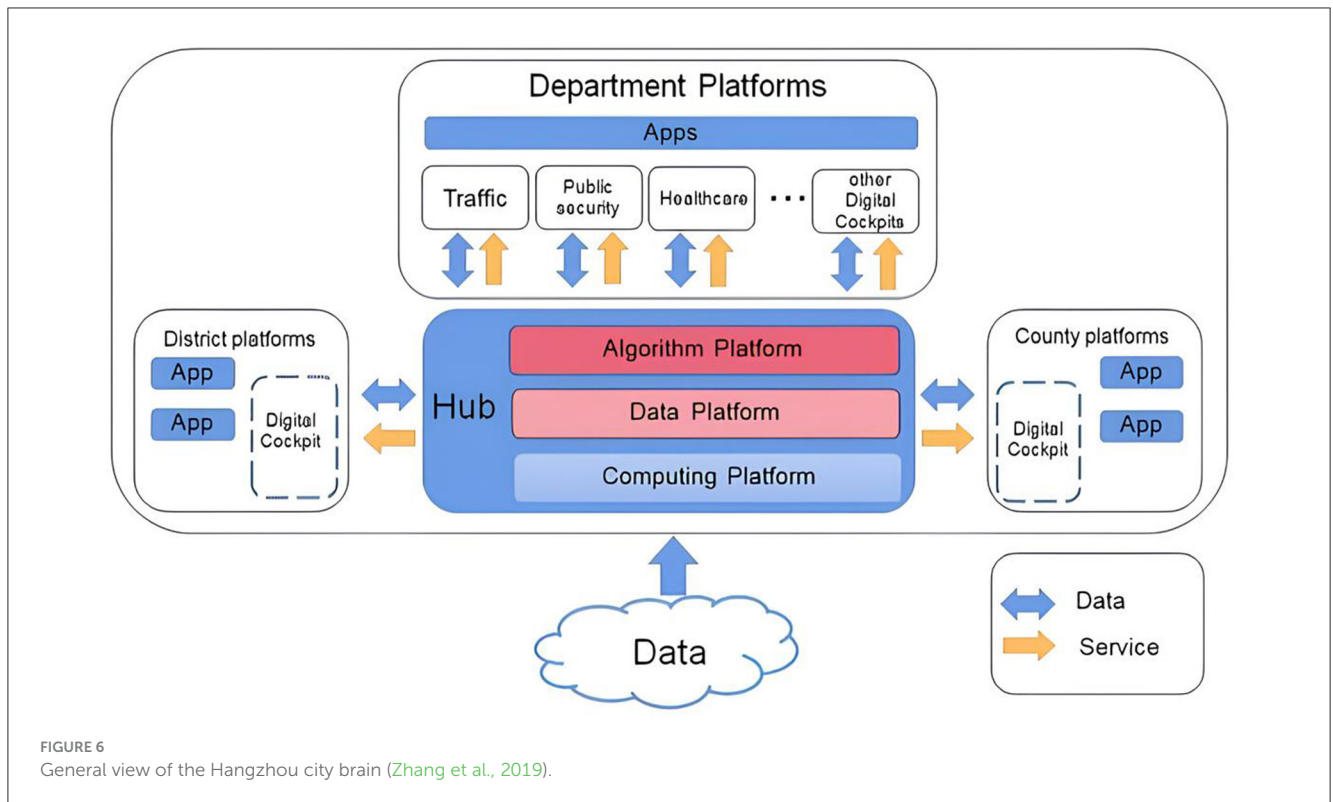 Department Platforms
Apps
Traffic
Public
security
Healthcare
...
other
Digital
Cockpits
District platforms
App
App
Digital
Cockpit
Hub
Algorithm Platform
Data Platform
Computing Platform
County platforms
App
App
Digital
Cockpit
Data
Data
Service
FIGURE 6
General view of the Hangzhou city brain (Zhang et al., 2019).